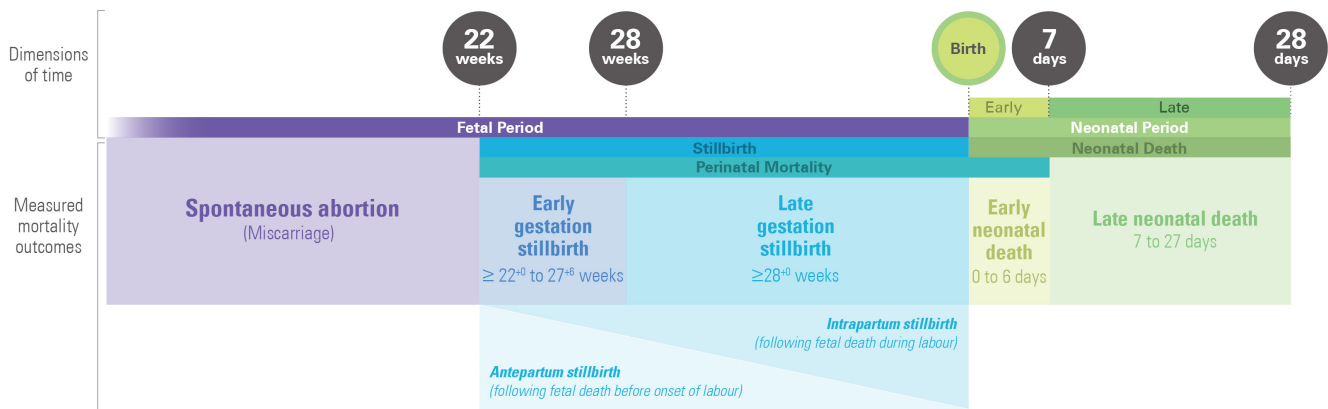 Dimensions
of time
22
weeks
28
weeks
Birth
7
days
28
days
Early
Late
Fetal Period
Neonatal Period
Stillbirth
Neonatal Death
Perinatal Mortality
Measured
mortality
outcomes
Spontaneous abortion
(Miscarriage)
Early
gestation
stillbirth
≥ 22⁺⁰ to 27⁺⁶ weeks
Late
gestation
stillbirth
≥28⁺⁰ weeks
Early
neonatal
death
0 to 6 days
Late neonatal death
7 to 27 days
Intrapartum stillbirth
(following fetal death during labour)
Antepartum stillbirth
(following fetal death before onset of labour)